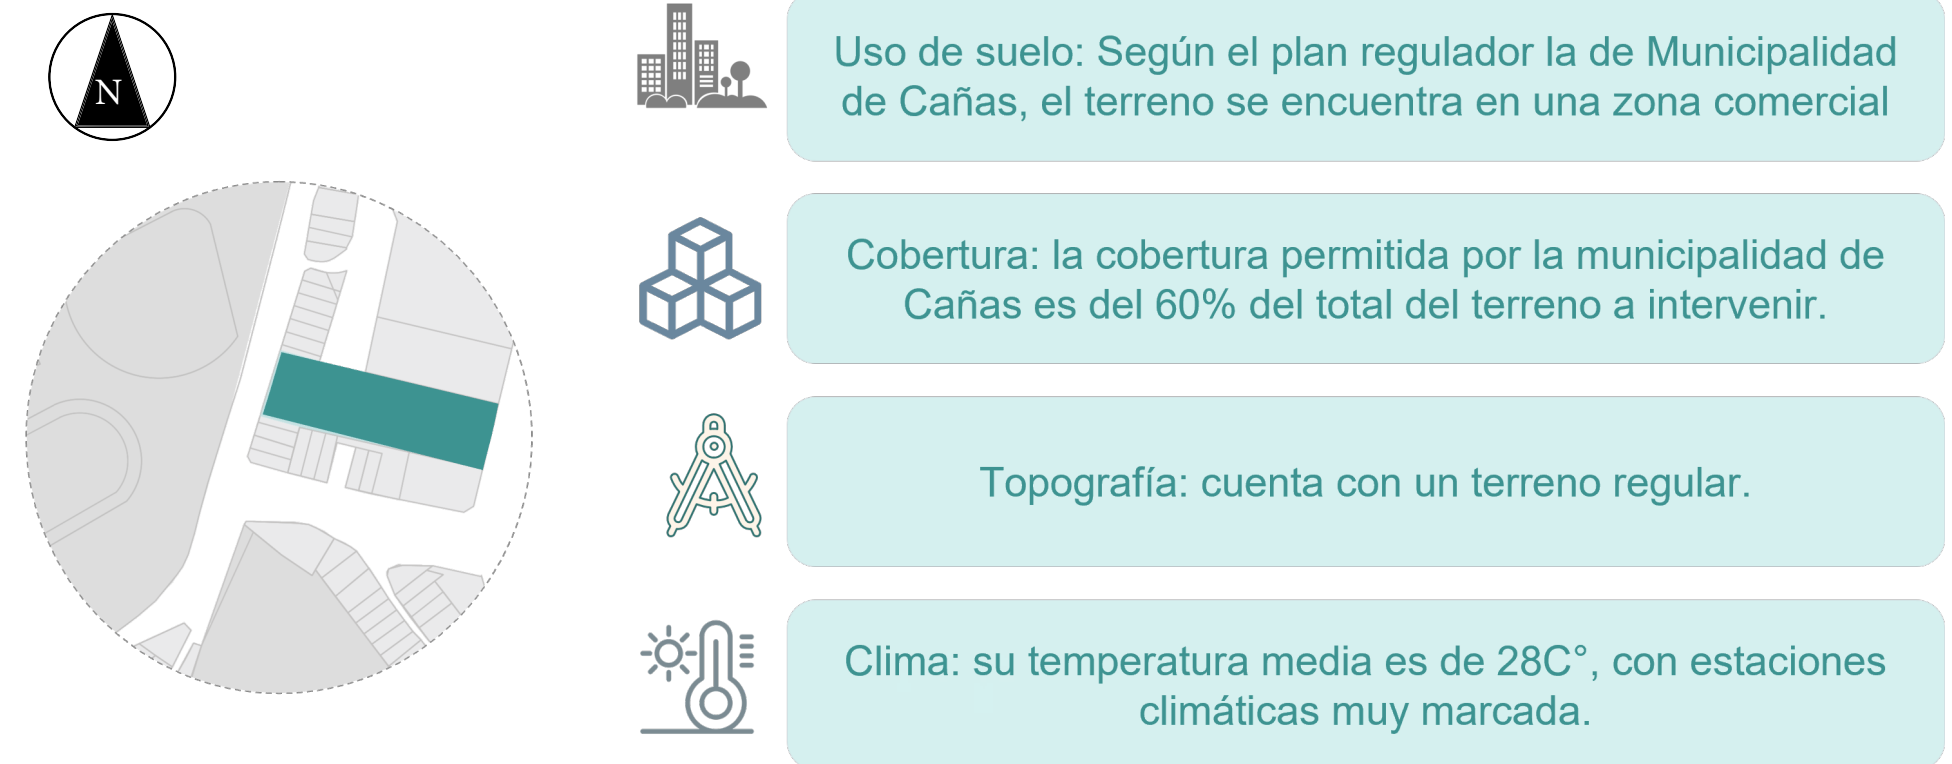 N
Uso de suelo: Según el plan regulador la de Municipalidad
de Cañas, el terreno se encuentra en una zona comercial
Cobertura: la cobertura permitida por la municipalidad de
Cañas es del 60% del total del terreno a intervenir.
Topografía: cuenta con un terreno regular.
Clima: su temperatura media es de 28C°, con estaciones
climáticas muy marcada.